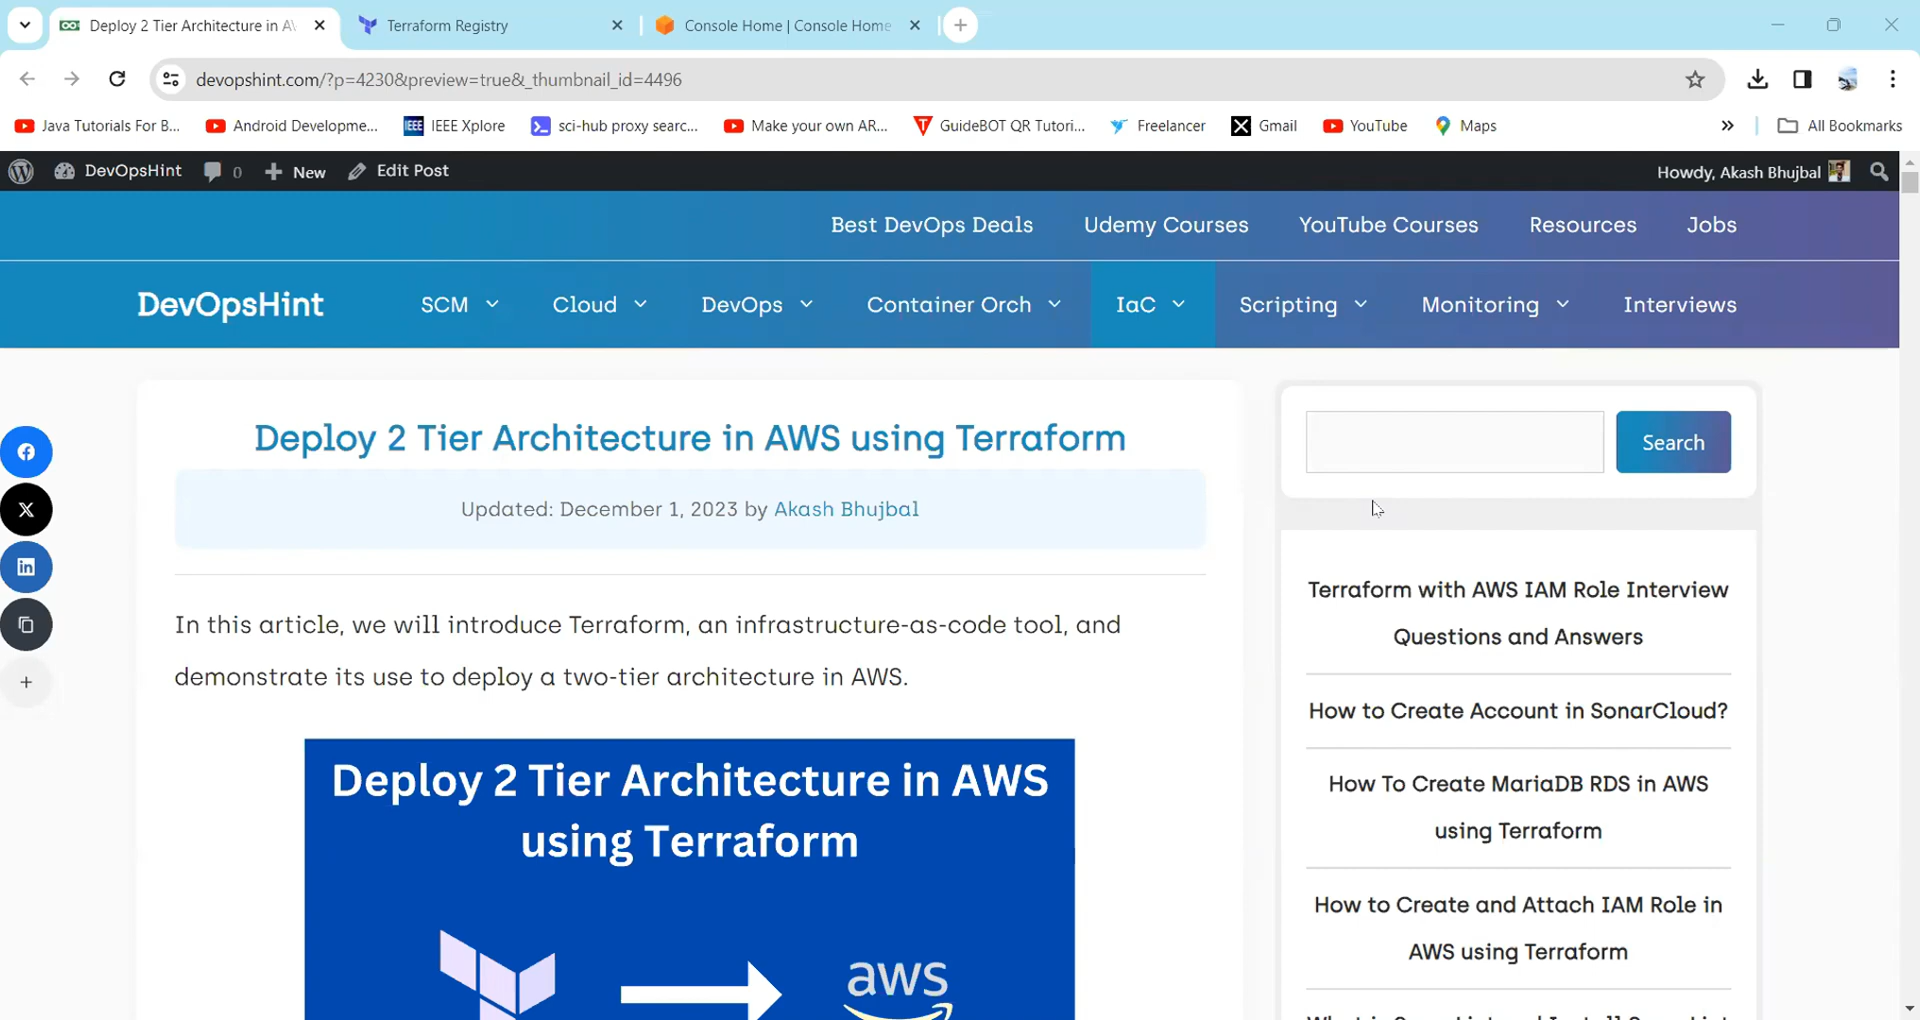 Deploy 2 Tier Architecture in A
Terraform Registry
Console Home | Console Home
devopshint.com/?p=4230&preview=true&_thumbnail_id=4496
Java Tutorials For B...
Android Developme...
IEEE
IEEE Xplore
sci-hub proxy searc...
Make your own AR...
GuideBOT QR Tutori...
Freelancer
Gmail
YouTube
Maps
All Bookmarks
DevOpsHint
0
New
Edit Post
Howdy, Akash Bhujbal
Best DevOps Deals
Udemy Courses
YouTube Courses
Resources
Jobs
DevOpsHint
SCM
Cloud
DevOps
Container Orch
IaC
Scripting
Monitoring
Interviews
Deploy 2 Tier Architecture in AWS using Terraform
Updated: December 1, 2023 by Akash Bhujbal
In this article, we will introduce Terraform, an infrastructure-as-code tool, and
demonstrate its use to deploy a two-tier architecture in AWS.
Deploy 2 Tier Architecture in AWS
using Terraform
aws
Search
Terraform with AWS IAM Role Interview
Questions and Answers
How to Create Account in SonarCloud?
How To Create MariaDB RDS in AWS
using Terraform
How to Create and Attach IAM Role in
AWS using Terraform